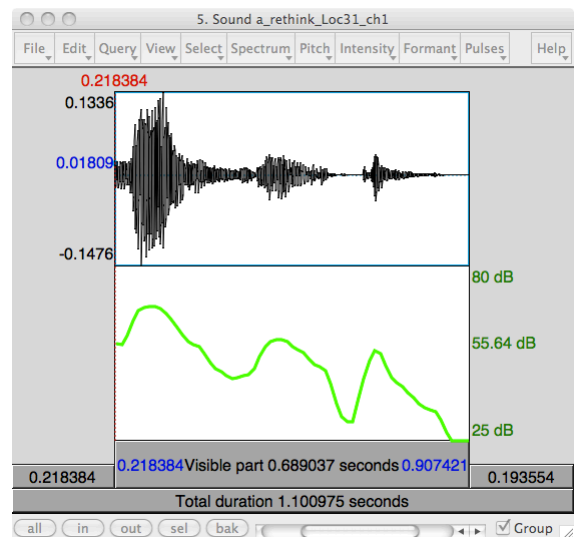 5. Sound a_rethink_Loc31_ch1
File Edit Query View Select Spectrum Pitch Intensity Formant Pulses Help
0.218384
0.1336
0.01809
-0.1476
80 dB
55.64 dB
25 dB
0.218384 Visible part 0.689037 seconds 0.907421
0.218384 0.193554
Total duration 1.100975 seconds
all in out sel bak Group